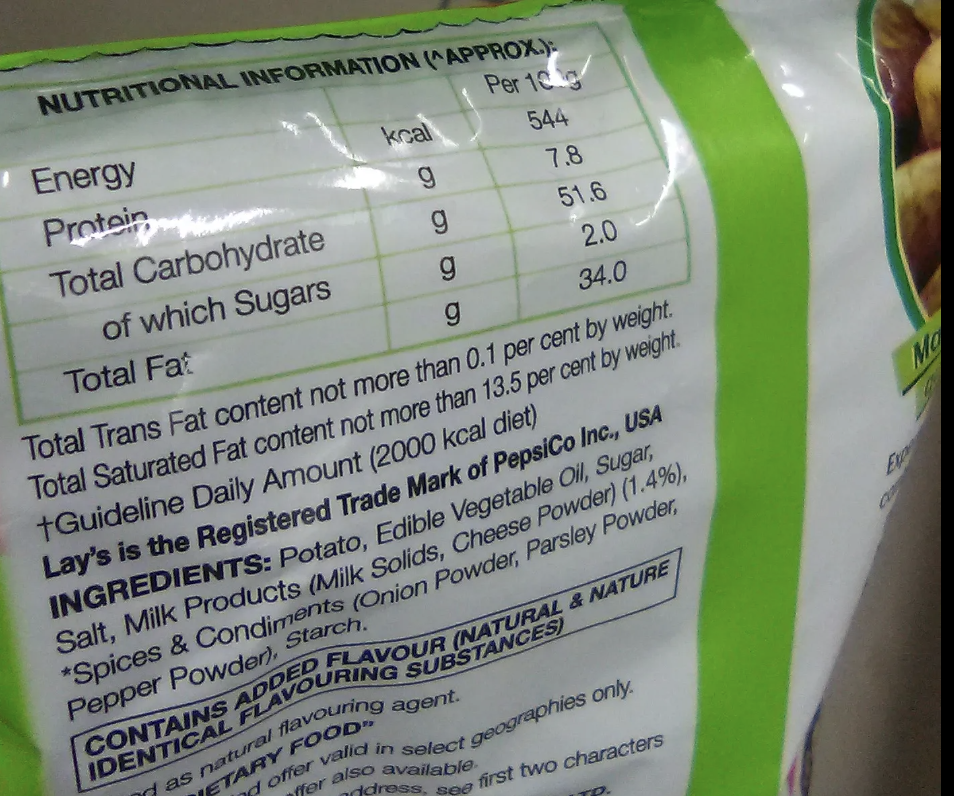 NUTRITIONAL INFORMATION (^APPROX.):
Per 100g
Energy kcal 544
Protein g 7.8
Total Carbohydrate g 51.6
of which Sugars g 2.0
Total Fat g 34.0
Total Trans Fat content not more than 0.1 per cent by weight.
Total Saturated Fat content not more than 13.5 per cent by weight.
†Guideline Daily Amount (2000 kcal diet)
Lay's is the Registered Trade Mark of PepsiCo Inc., USA
INGREDIENTS: Potato, Edible Vegetable Oil, Sugar,
Salt, Milk Products (Milk Solids, Cheese Powder) (1.4%),
*Spices & Condiments (Onion Powder, Parsley Powder,
Pepper Powder), Starch.
CONTAINS ADDED FLAVOUR (NATURAL & NATURE
IDENTICAL FLAVOURING SUBSTANCES)
as natural flavouring agent.
FOOD"
offer valid in select geographies only.
also available.
see first two characters